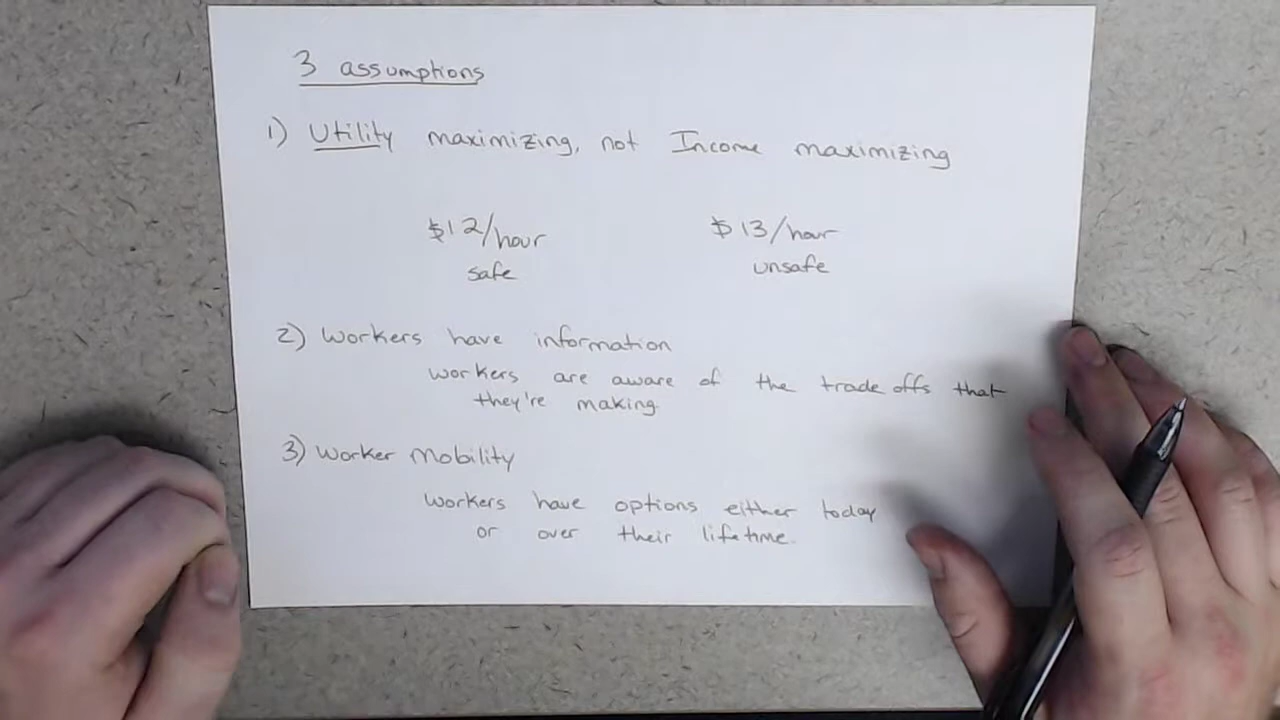 3 assumptions
1) Utility maximizing, not Income maximizing
$12/hour $13/hour
safe unsafe
2) Workers have information
workers are aware of the trade offs that
they're making.
3) Worker Mobility
workers have options either today
or over their lifetime.